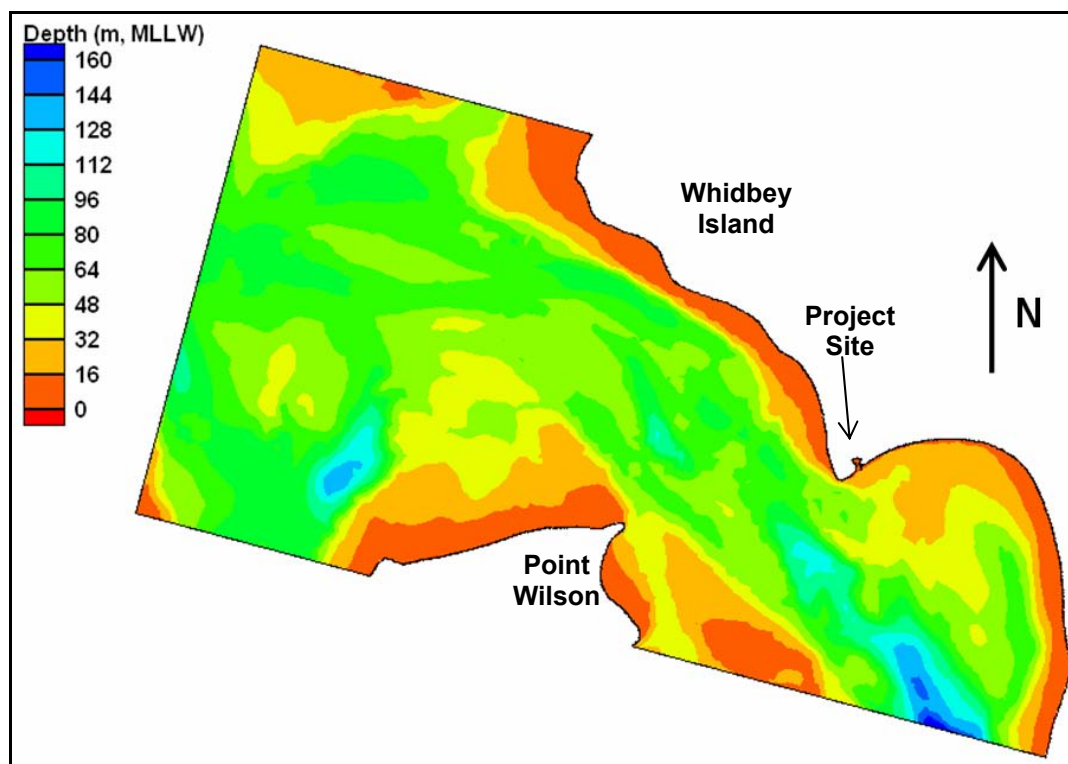 Depth (m, MLLW)
160
144
128
112
96
80
64
48
32
16
0
Whidbey
Island
Project
Site
N
Point
Wilson